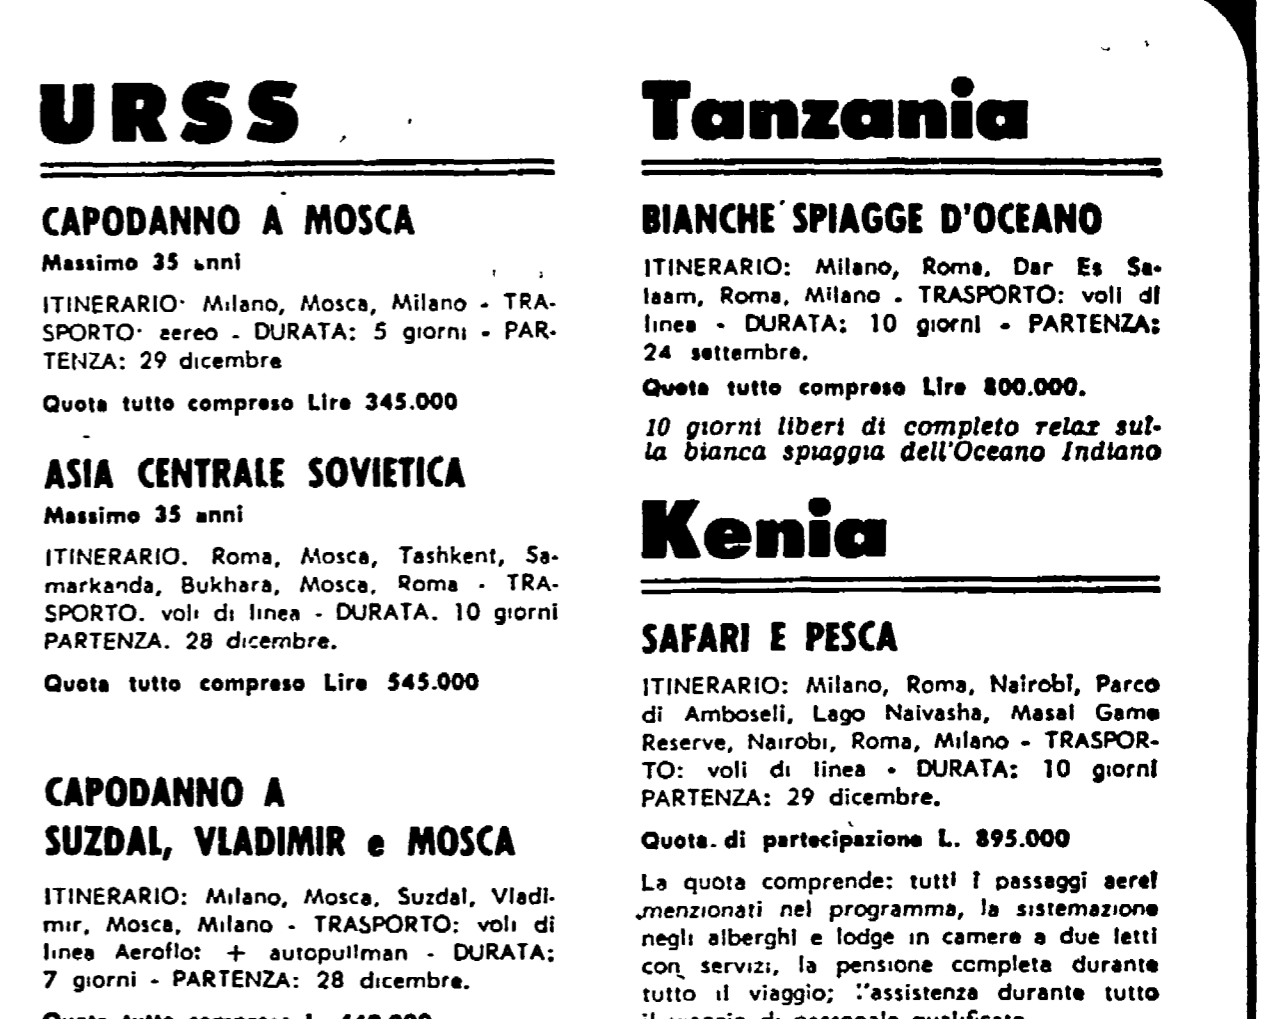 URSS
CAPODANNO A MOSCA
Massimo 35 anni
ITINERARIO: Milano, Mosca, Milano - TRA-
SPORTO: aereo - DURATA: 5 giorni - PAR-
TENZA: 29 dicembre
Quota tutto compreso Lire 345.000
ASIA CENTRALE SOVIETICA
Massimo 35 anni
ITINERARIO. Roma, Mosca, Tashkent, Sa-
markanda, Bukhara, Mosca, Roma - TRA-
SPORTO. voli di linea - DURATA. 10 giorni
PARTENZA. 28 dicembre.
Quota tutto compreso Lire 545.000
CAPODANNO A
SUZDAL, VLADIMIR e MOSCA
ITINERARIO: Milano, Mosca, Suzdal, Vladi-
mir, Mosca, Milano - TRASPORTO: voli di
linea Aeroflot + autopullman - DURATA:
7 giorni - PARTENZA: 28 dicembre.
Quota tutto compreso L.
Tanzania
BIANCHE SPIAGGE D'OCEANO
ITINERARIO: Milano, Roma, Dar Es Sa-
laam, Roma, Milano - TRASPORTO: voli di
linea - DURATA: 10 giorni - PARTENZA:
24 settembre.
Quota tutto compreso Lire 800.000.
10 giorni liberi di completo relax sul-
la bianca spiaggia dell'Oceano Indiano
Kenia
SAFARI E PESCA
ITINERARIO: Milano, Roma, Nairobi, Parco
di Amboseli, Lago Naivasha, Masai Game
Reserve, Nairobi, Roma, Milano - TRASPOR-
TO: voli di linea - DURATA: 10 giorni
PARTENZA: 29 dicembre.
Quota di partecipazione L. 895.000
La quota comprende: tutti i passaggi aerei
menzionati nel programma, la sistemazione
negli alberghi e lodge in camere a due letti
con servizi, la pensione completa durante
tutto il viaggio; l'assistenza durante tutto
il viaggio di personale qualificato